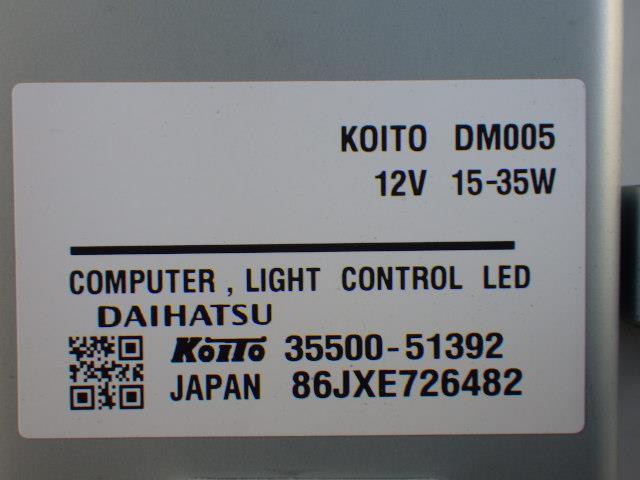 KOITO DM005
12V 15-35W
COMPUTER , LIGHT CONTROL LED
DAIHATSU
KOITO 35500-51392
JAPAN 86JXE726482